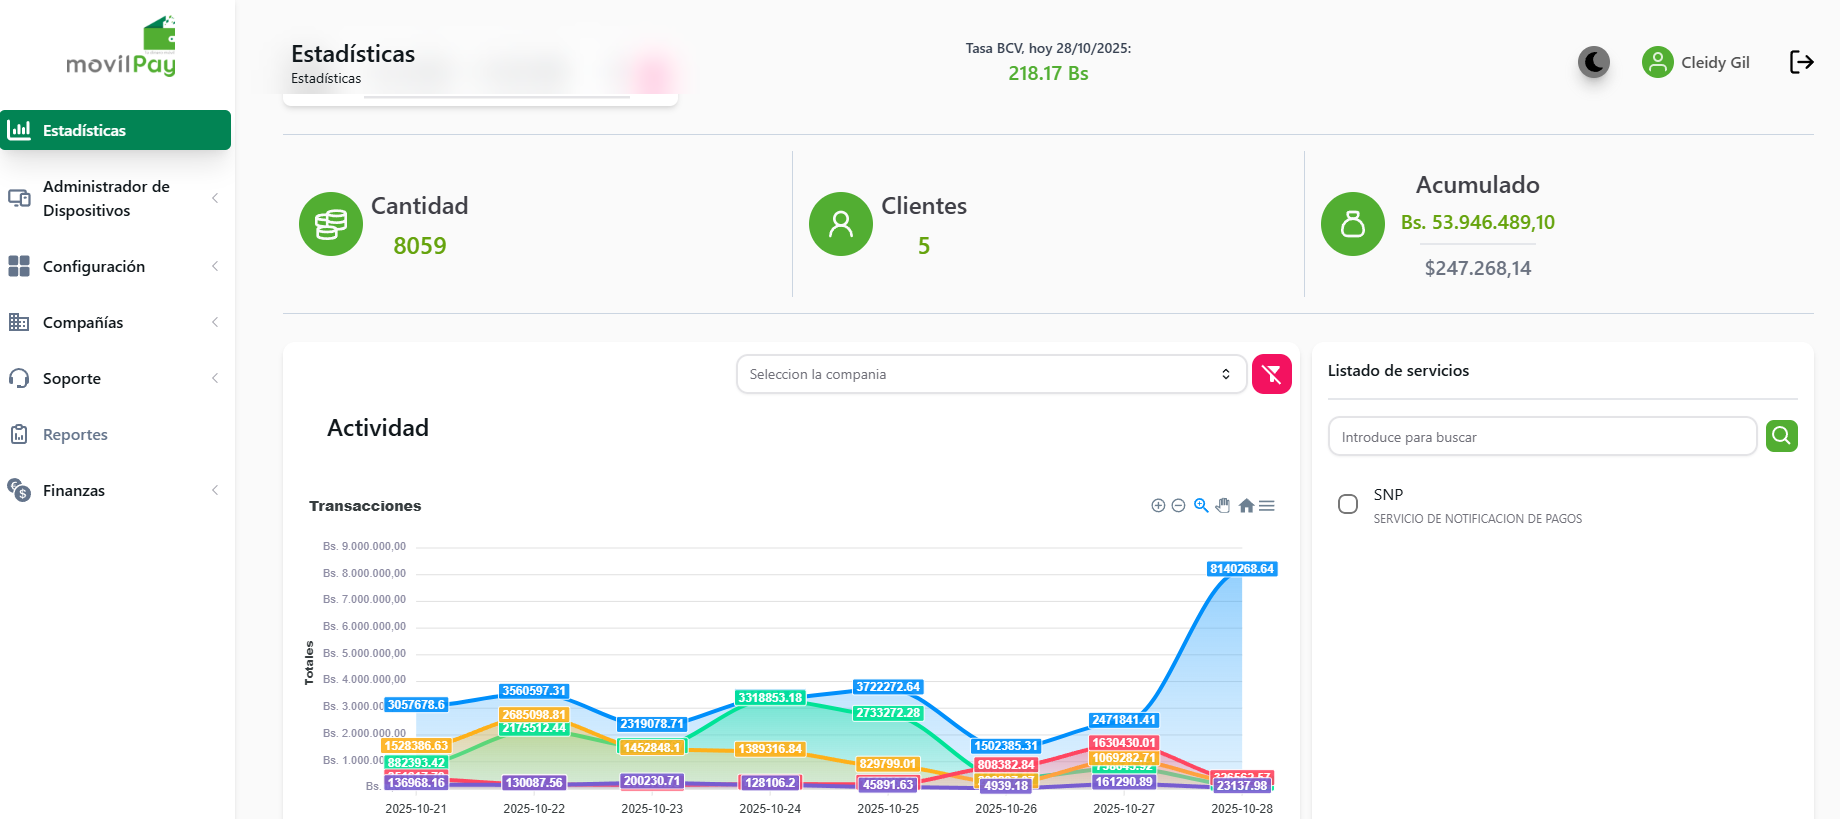 movilPay
Estadísticas
Estadísticas
Tasa BCV, hoy 28/10/2025:
218.17 Bs
Cleidy Gil
Estadísticas
Administrador de
Dispositivos
Configuración
Compañías
Soporte
Reportes
Finanzas
Cantidad
8059
Clientes
5
Acumulado
Bs. 53.946.489,10
$247.268,14
Seleccion la compania
Actividad
Transacciones
Totales
Bs. 9.000.000,00
Bs. 8.000.000,00
Bs. 7.000.000,00
Bs. 6.000.000,00
Bs. 5.000.000,00
Bs. 4.000.000,00
Bs. 3.000.00
Bs. 2.000.00
Bs. 1.000.00
Bs.
3057678.6
3560597.31
2319078.71
3722272.64
1502385.31
2471841.41
8140268.64
882393.42
2175512.44
3318853.18
2733272.28
1528386.63
2685098.81
1452848.1
1389316.84
829799.01
1069282.71
808382.84
1630430.01
136968.16
130087.56
200230.71
128106.2
45891.63
4939.18
161290.89
23137.98
2025-10-21
2025-10-22
2025-10-23
2025-10-24
2025-10-25
2025-10-26
2025-10-27
2025-10-28
Listado de servicios
Introduce para buscar
SNP
SERVICIO DE NOTIFICACION DE PAGOS